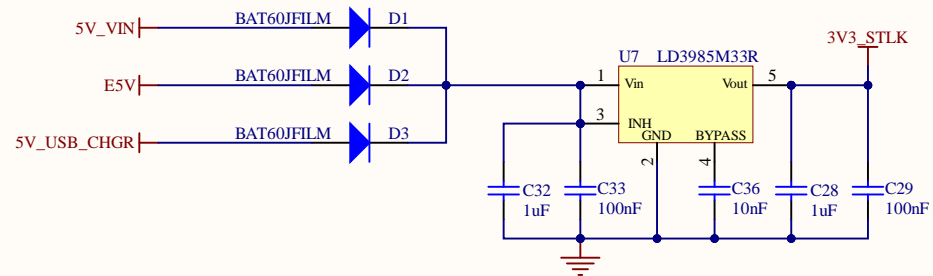 5V_VIN BAT60JFILM D1
E5V BAT60JFILM D2
5V_USB_CHGR BAT60JFILM D3
U7 LD3985M33R
3V3_STLK
1 Vin Vout 5
3 INH
GND BYPASS
2 4
C32 C33 C36 C28 C29
1uF 100nF 10nF 1uF 100nF